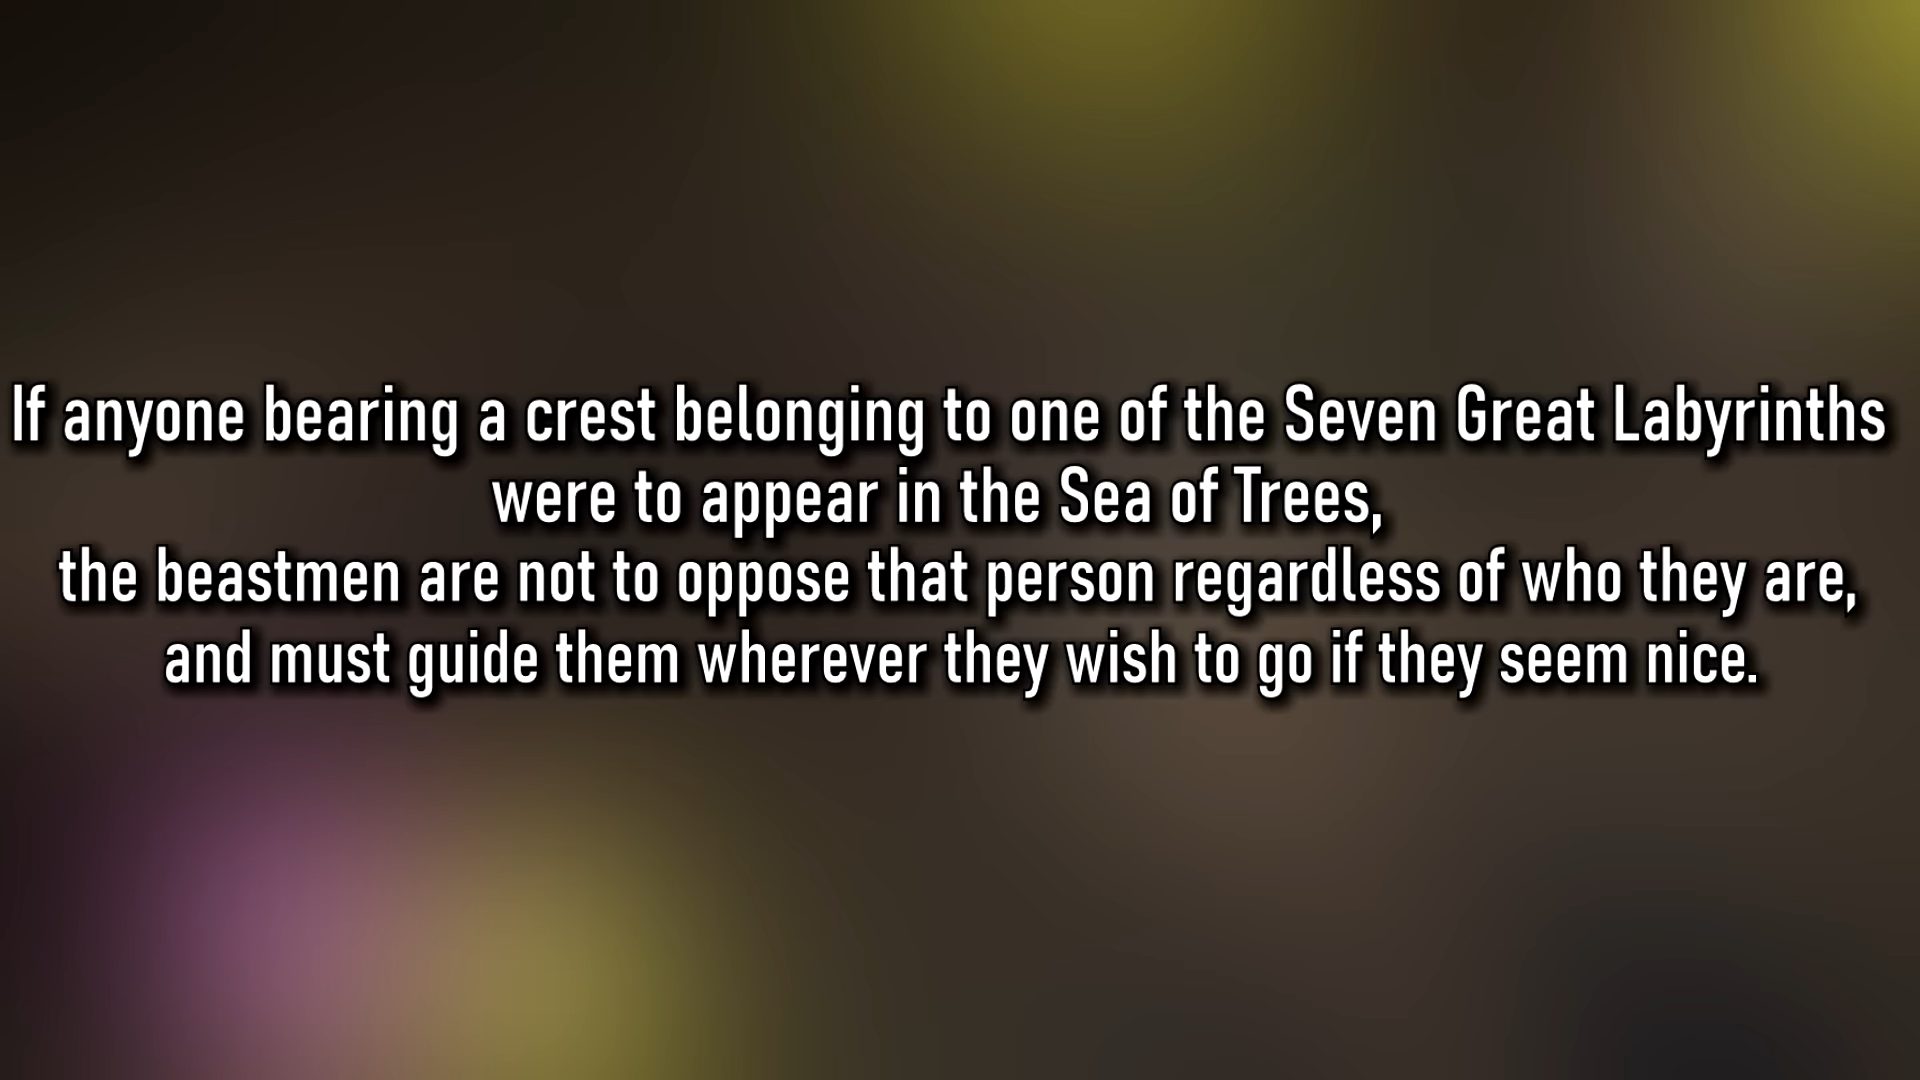 If anyone bearing a crest belonging to one of the Seven Great Labyrinths
were to appear in the Sea of Trees,
the beastmen are not to oppose that person regardless of who they are,
and must guide them wherever they wish to go if they seem nice.